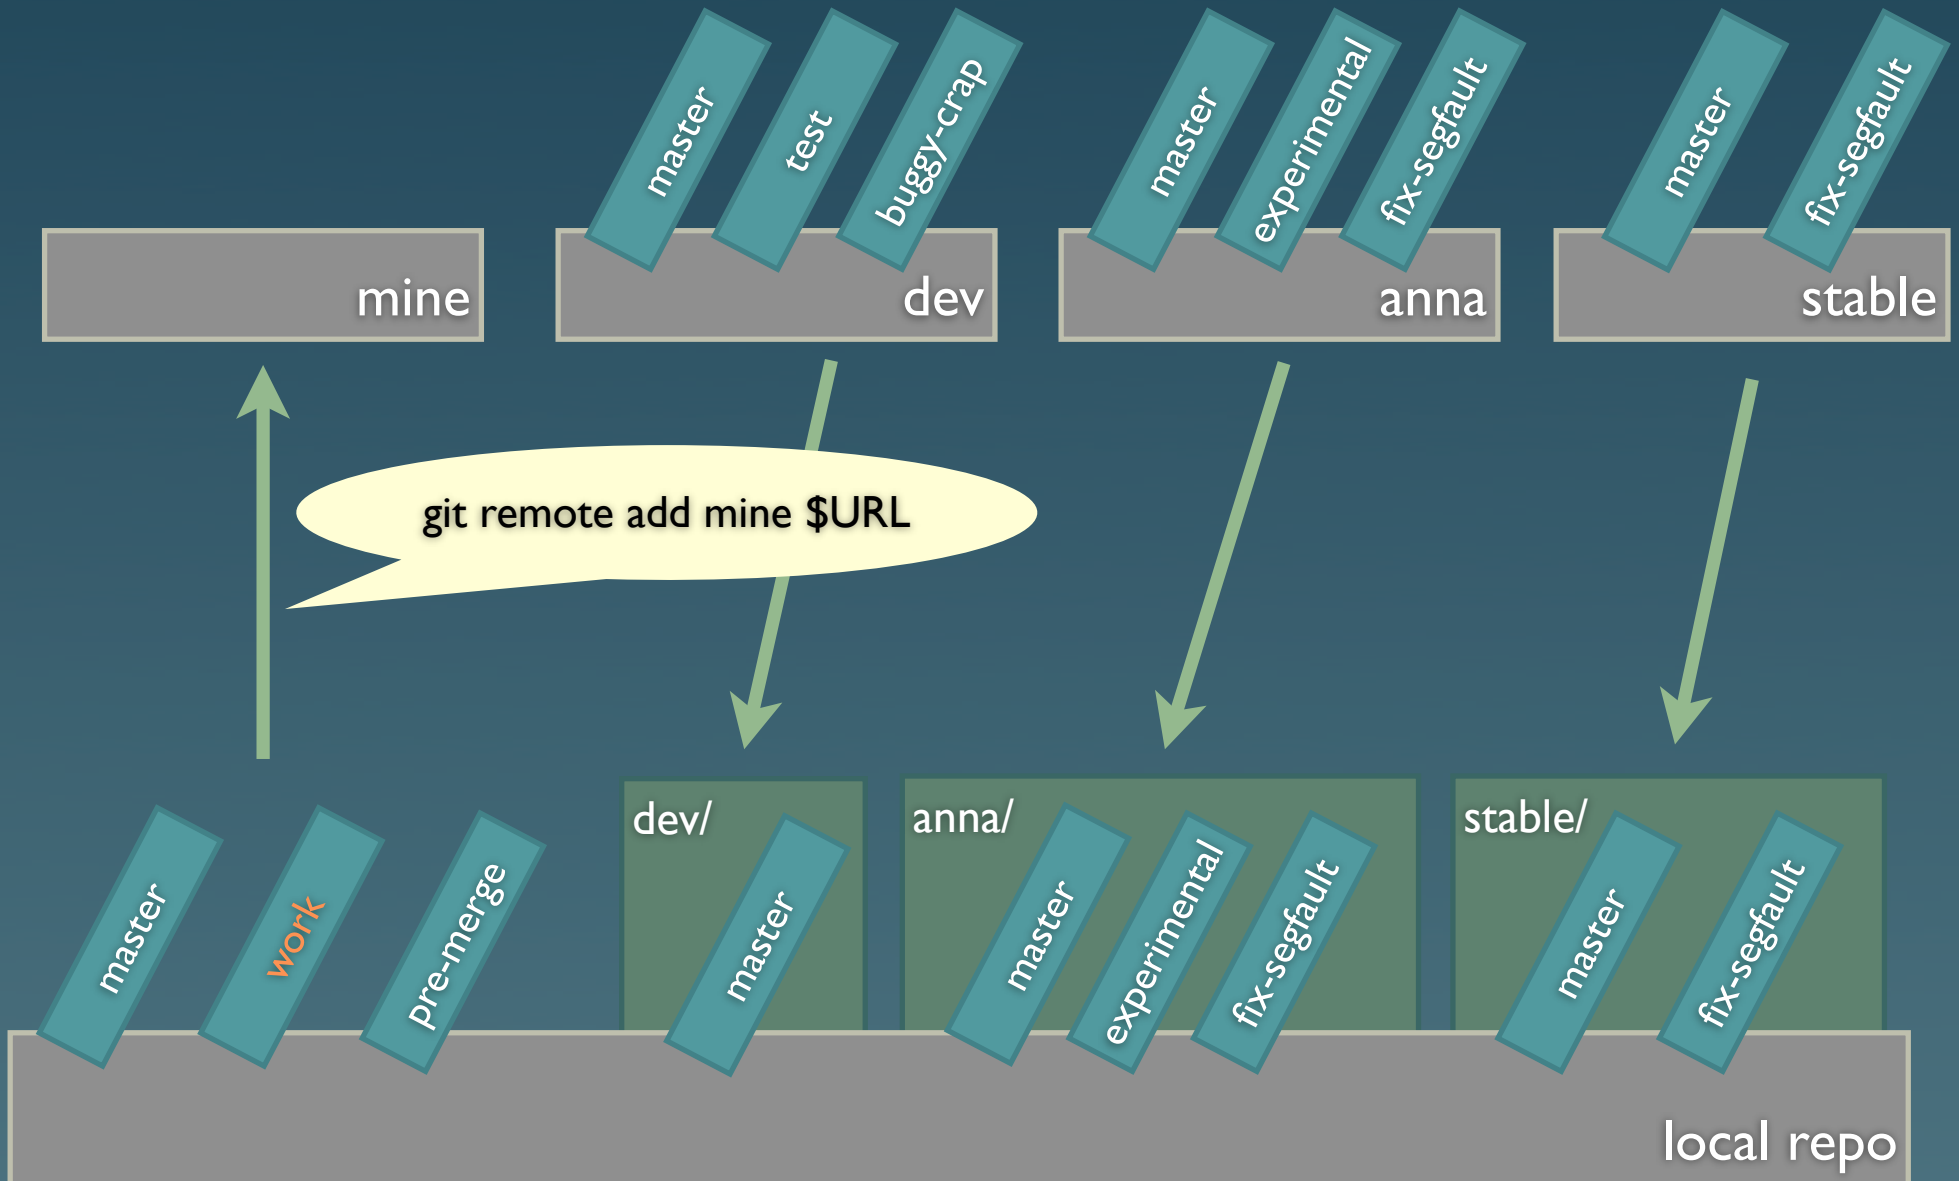 master
test
buggy-crap
master
experimental
fix-segfault
master
fix-segfault
mine
dev
anna
stable
git remote add mine $URL
master
work
pre-merge
dev/
master
anna/
master
experimental
fix-segfault
stable/
master
fix-segfault
local repo